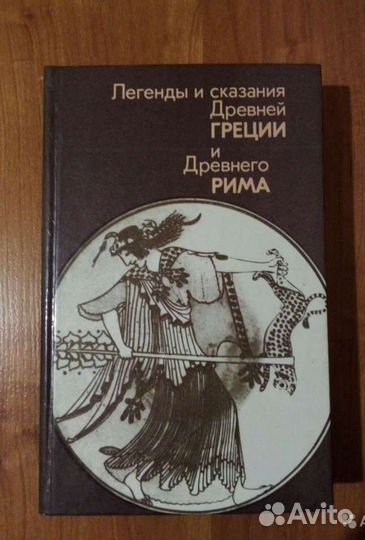 Легенды и сказания
Древней
ГРЕЦИИ
и
Древнего
РИМА
Avito